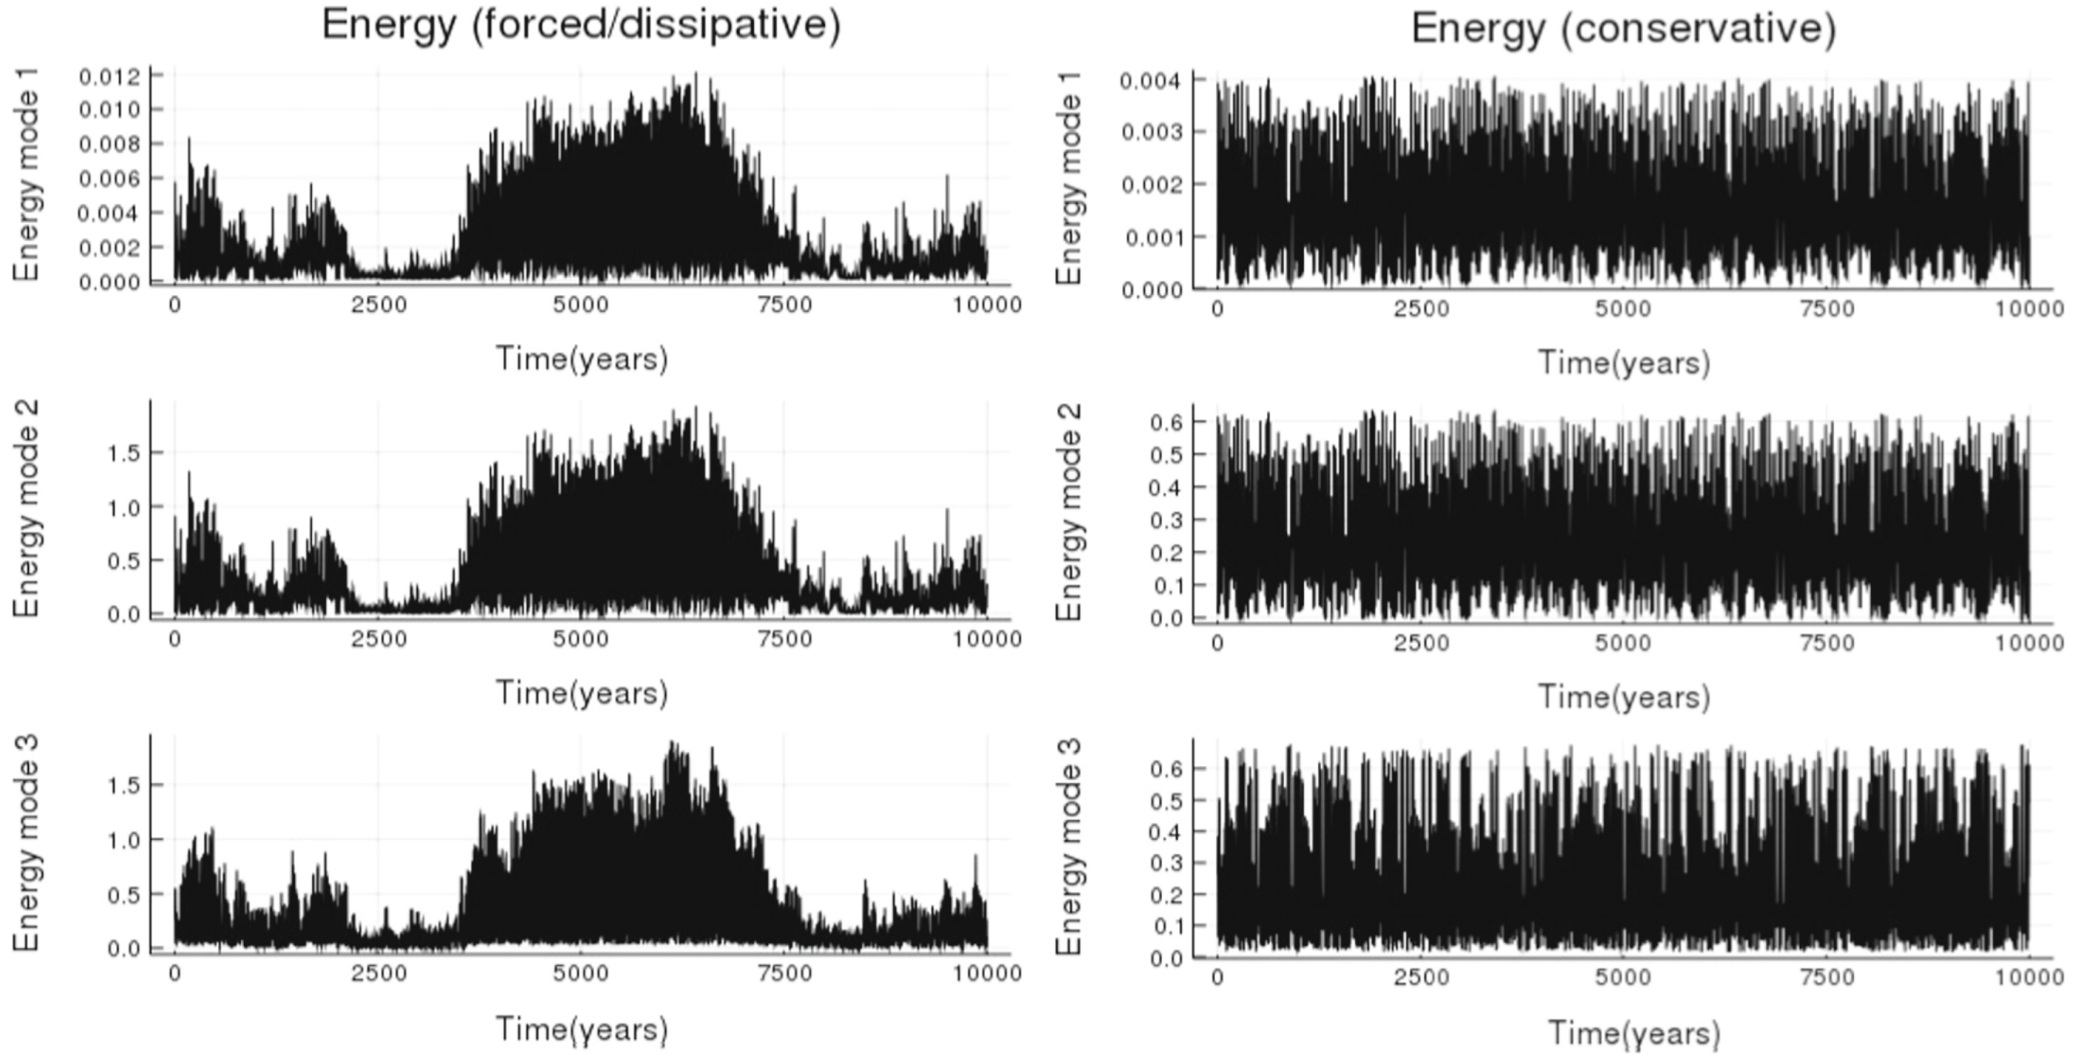 Energy (forced/dissipative)
Energy mode 1
0.012
0.010
0.008
0.006
0.004
0.002
0.000
0 2500 5000 7500 10000
Time(years)
Energy mode 2
1.5
1.0
0.5
0.0
0 2500 5000 7500 10000
Time(years)
Energy mode 3
1.5
1.0
0.5
0.0
0 2500 5000 7500 10000
Time(years)
Energy (conservative)
Energy mode 1
0.004
0.003
0.002
0.001
0.000
0 2500 5000 7500 10000
Time(years)
Energy mode 2
0.6
0.5
0.4
0.3
0.2
0.1
0.0
0 2500 5000 7500 10000
Time(years)
Energy mode 3
0.6
0.5
0.4
0.3
0.2
0.1
0.0
0 2500 5000 7500 10000
Time(years)